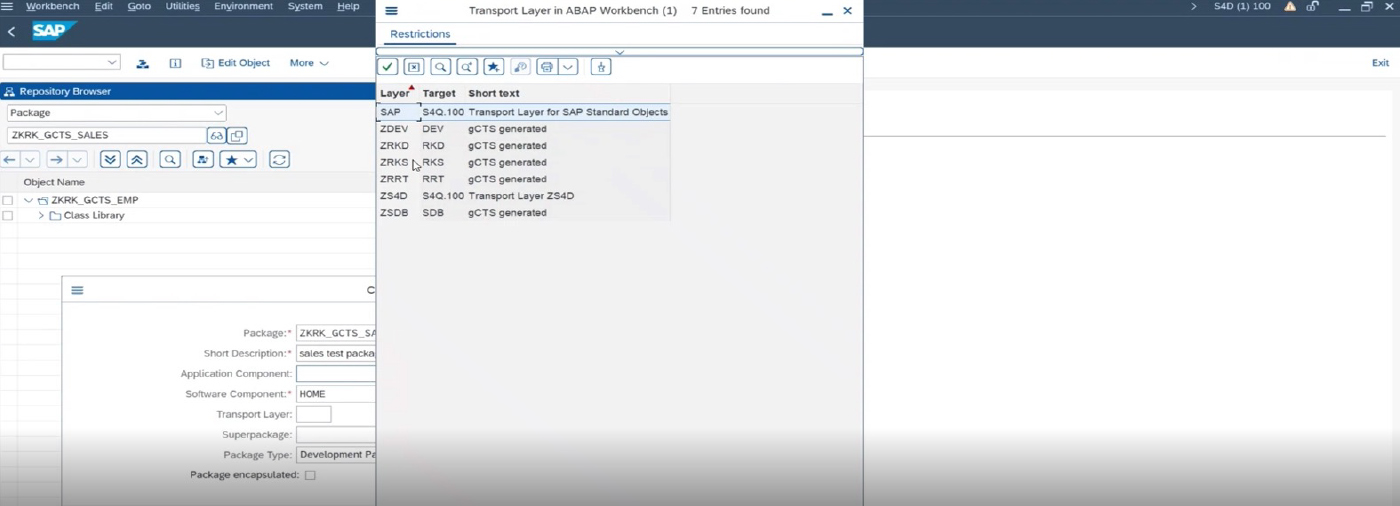 Workbench Edit Goto Utilities Environment System Help
S4D (1) 100
SAP
Edit Object More
Exit
Repository Browser
Package
ZKRK_GCTS_SALES
Object Name
ZKRK_GCTS_EMP
Class Library
Package:* ZKRK_GCTS_SA
Short Description:* sales test packa
Application Component:
Software Component:* HOME
Transport Layer:
Superpackage:
Package Type: Development Pa
Package encapsulated:
Transport Layer in ABAP Workbench (1) 7 Entries found
Restrictions
Layer Target Short text
SAP S4Q.100 Transport Layer for SAP Standard Objects
ZDEV DEV gCTS generated
ZRKD RKD gCTS generated
ZRKS RKS gCTS generated
ZRRT RRT gCTS generated
ZS4D S4Q.100 Transport Layer ZS4D
ZSDB SDB gCTS generated